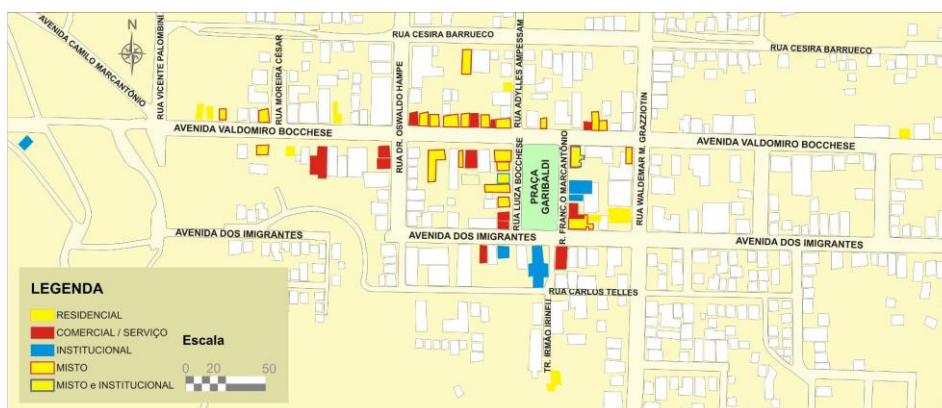 AVENIDA CAMILO MARCANTÔNIO
N
RUA VICENTE PALOMBINI
RUA MOREIRA CÉSAR
RUA DR. OSWALDO HAMPE
RUA CESIRA BARRUECO
RUA ADYLLES AMPESSAM
RUA CESIRA BARRUECO
AVENIDA VALDOMIRO BOCCHESE
RUA LUIZA BOCCHESE
PRAÇA
GARIBALDI
R. FRANC.O MARCANTÔNIO
RUA WALDEMAR M. GRAZZIOTIN
AVENIDA VALDOMIRO BOCCHESE
AVENIDA DOS IMIGRANTES
AVENIDA DOS IMIGRANTES
AVENIDA DOS IMIGRANTES
RUA CARLOS TELLES
TR. IRMÃO IRINEU
LEGENDA
RESIDENCIAL
COMERCIAL / SERVIÇO
INSTITUCIONAL
MISTO
MISTO e INSTITUCIONAL
Escala
0 10 20 50